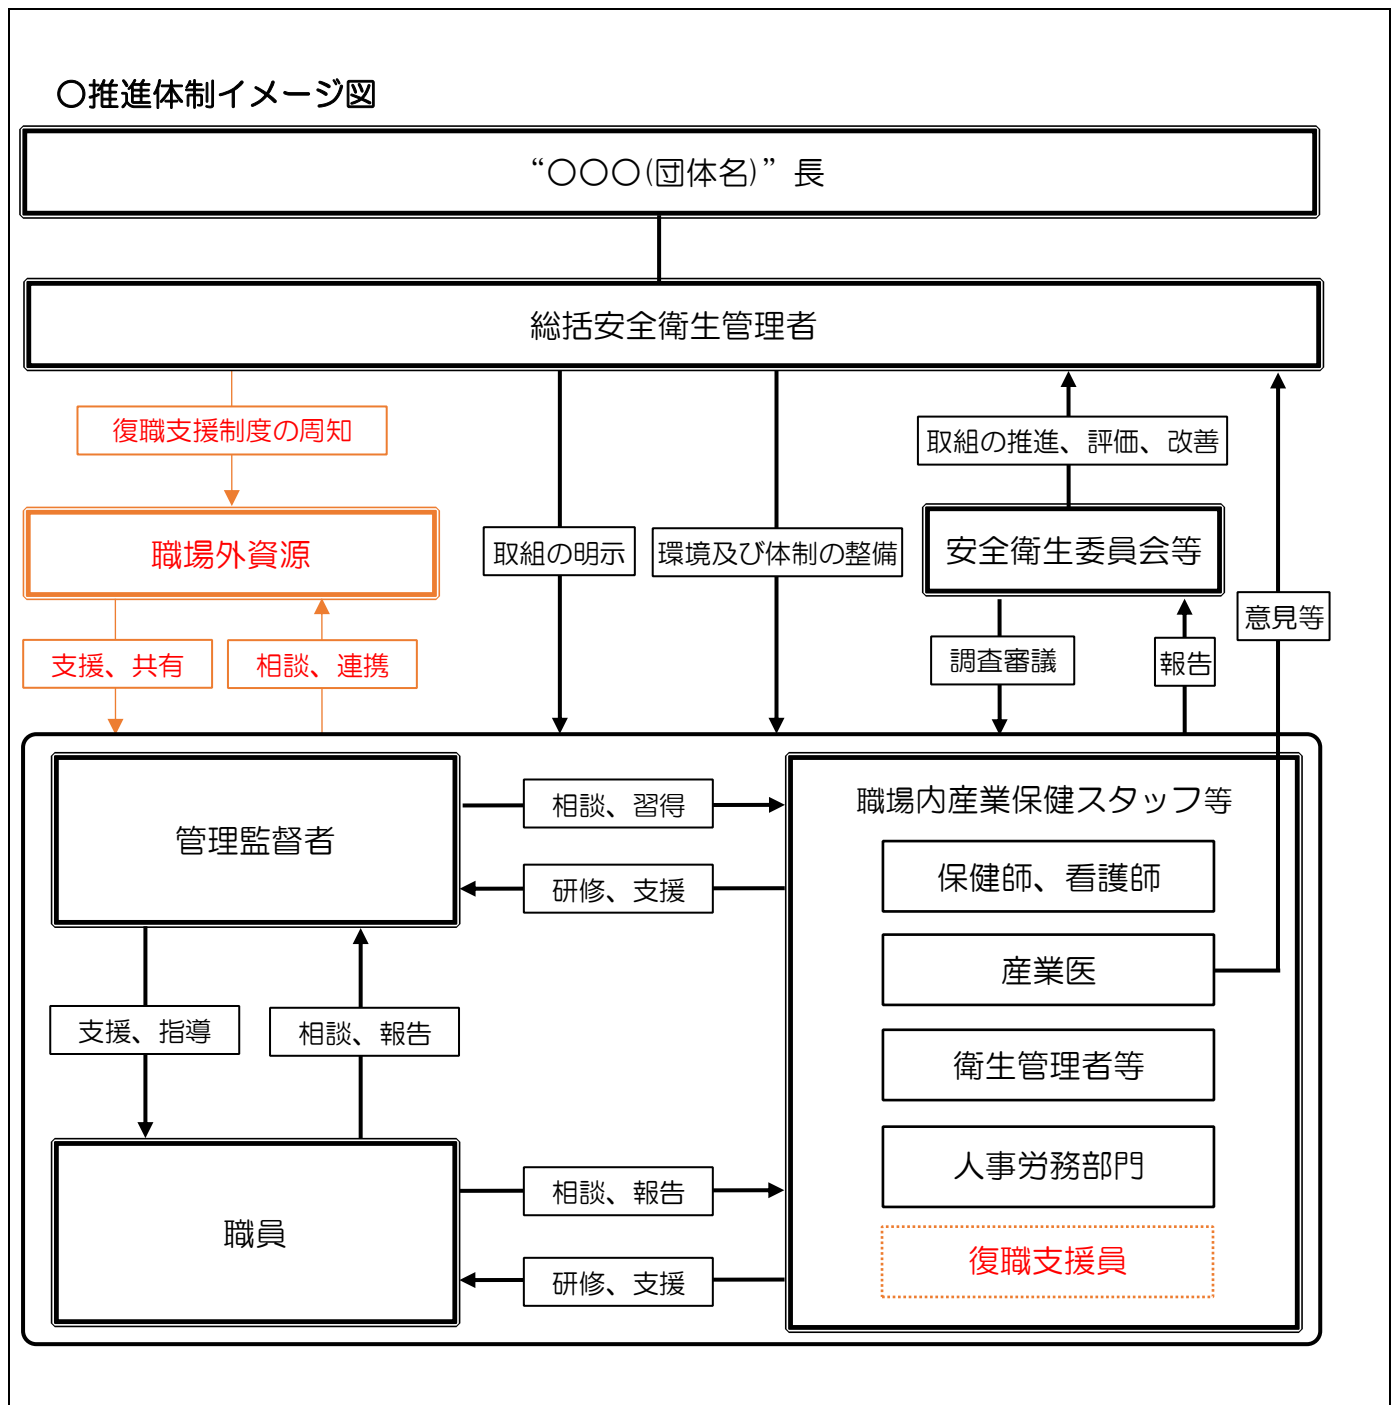 〇推進体制イメージ図
“〇〇〇(団体名)”長
総括安全衛生管理者
復職支援制度の周知
取組の推進、評価、改善
職場外資源
取組の明示
環境及び体制の整備
安全衛生委員会等
意見等
支援、共有
相談、連携
調査審議
報告
管理監督者
相談、習得
研修、支援
職場内産業保健スタッフ等
保健師、看護師
産業医
支援、指導
相談、報告
衛生管理者等
人事労務部門
職員
相談、報告
研修、支援
復職支援員